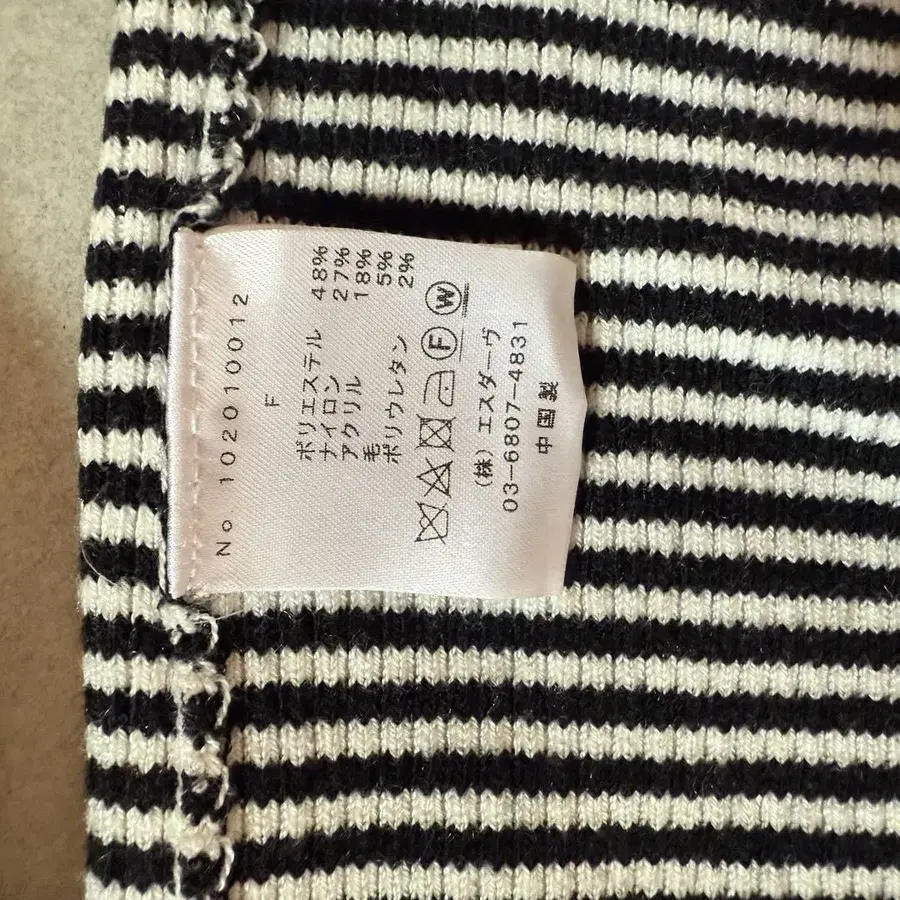 No 102010012
F
ポリエステル 48%
ナイロン 27%
アクリル 18%
毛 5%
ポリウレタン 2%
F W
(株) エスダーヴ
03-6807-4831
中国製